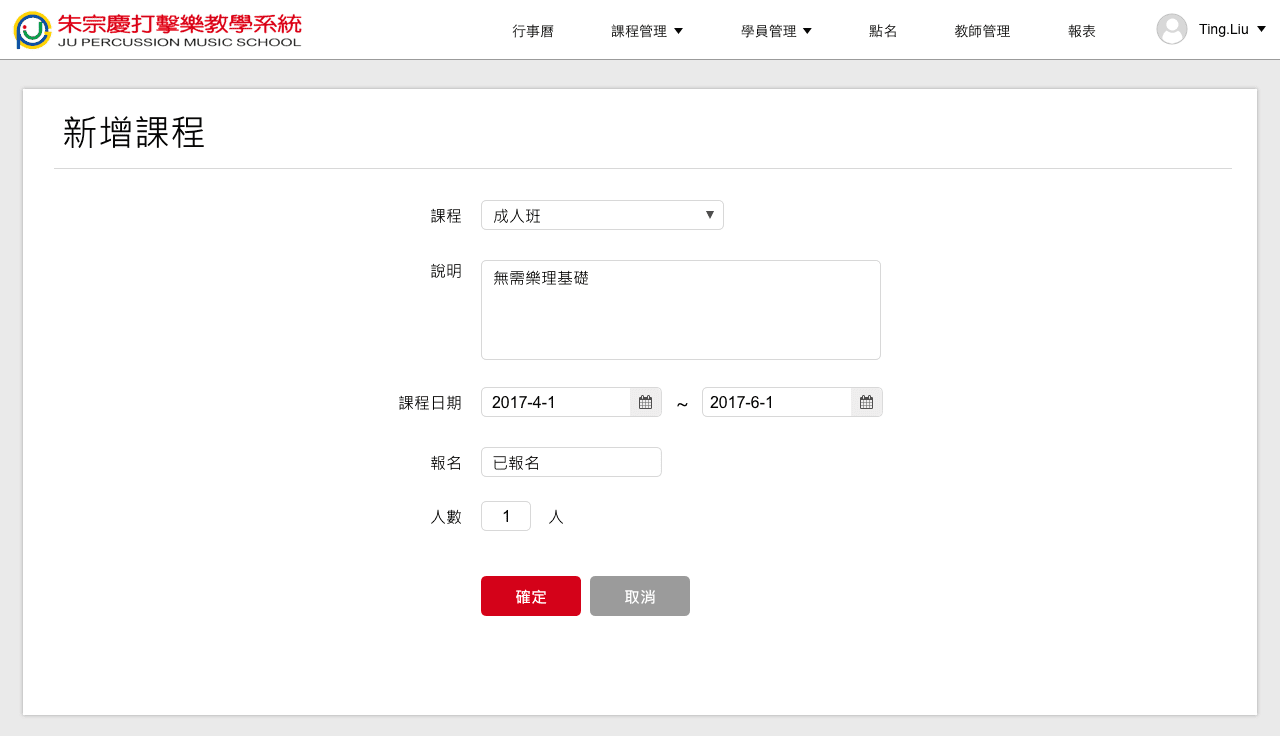 朱宗慶打擊樂教學系統
JU PERCUSSION MUSIC SCHOOL
行事曆 課程管理 ▼ 學員管理 ▼ 點名 教師管理 報表 Ting.Liu ▼
新增課程
課程 成人班 ▼
說明 無需樂理基礎
課程日期 2017-4-1 ~ 2017-6-1
報名 已報名
人數 1 人
確定 取消